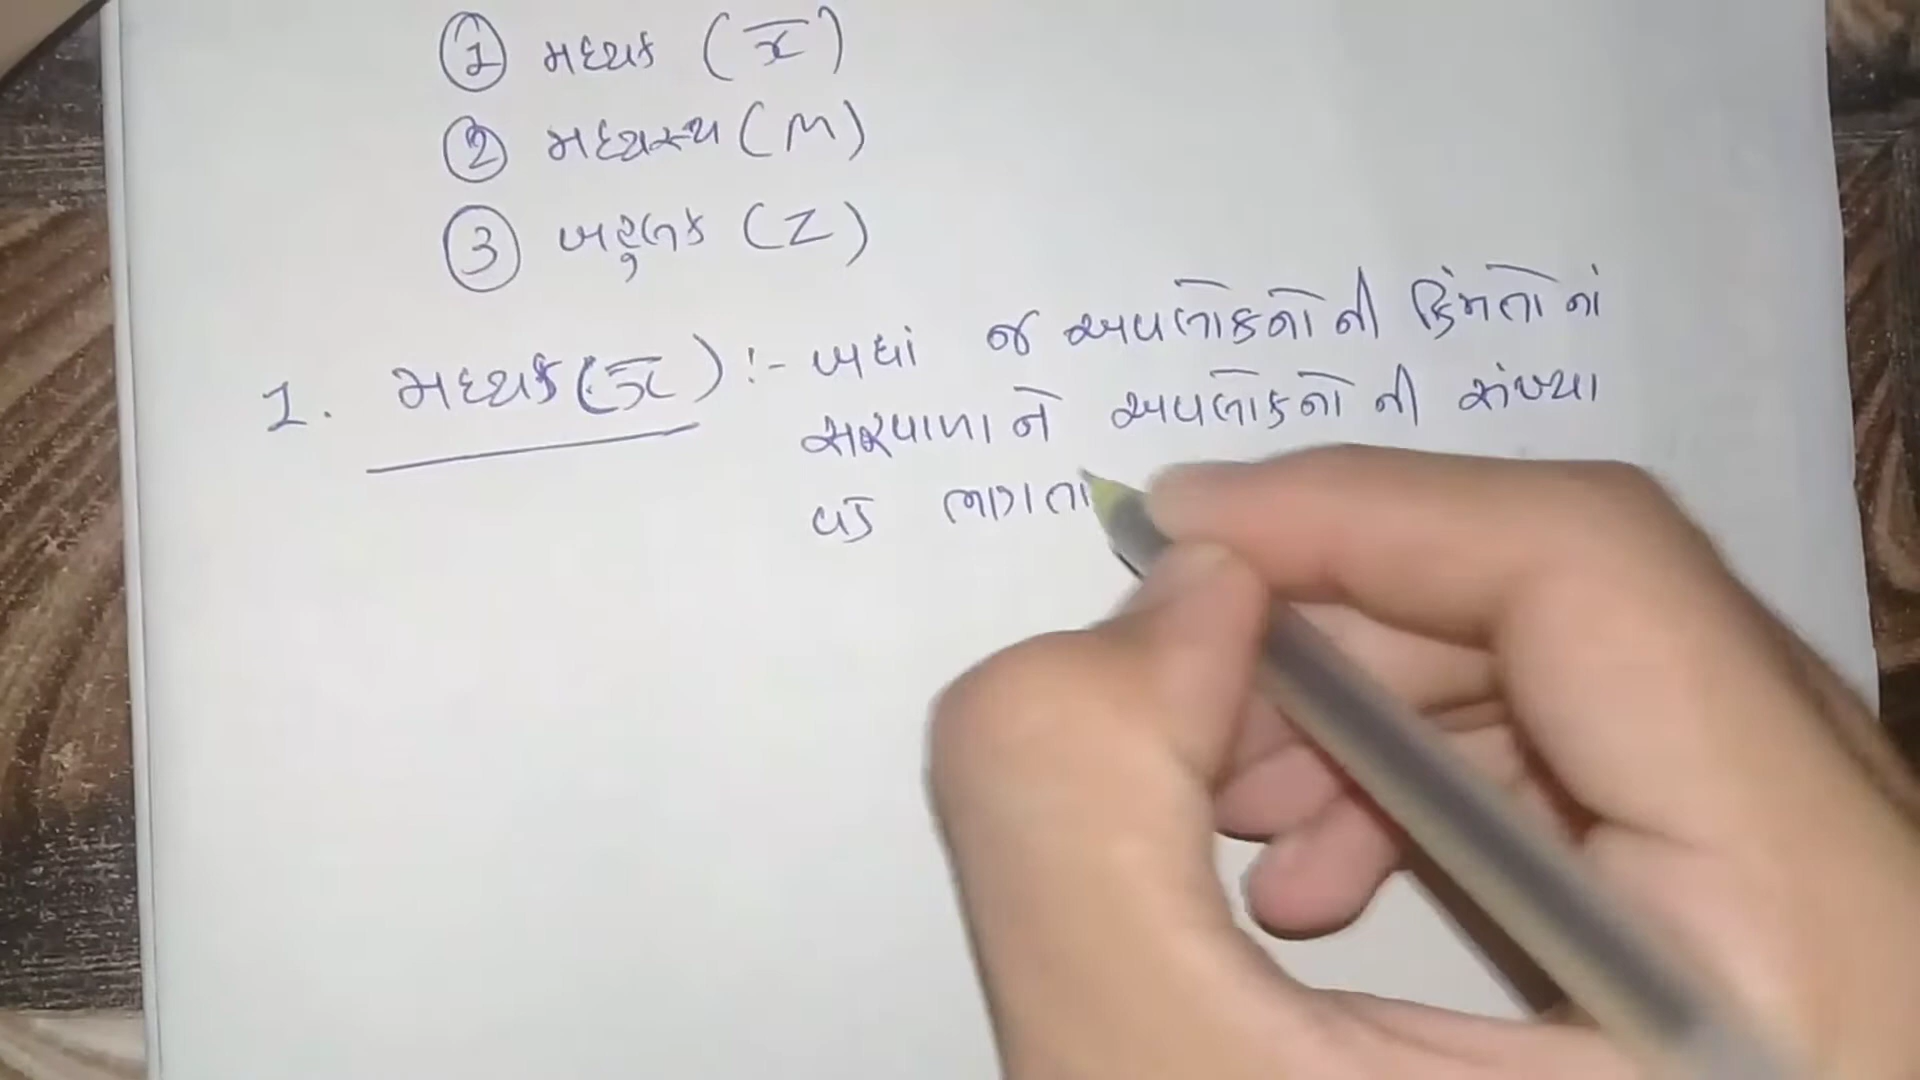 ① મધ્યક (x̄)
② મધ્યસ્થ (M)
③ બહુલક (Z)
1. મધ્યક (x̄) :- બધાં જ અવલોકનોની કિંમતોનાં
સરવાળાને અવલોકનોની સંખ્યા
વડે ભાગતા